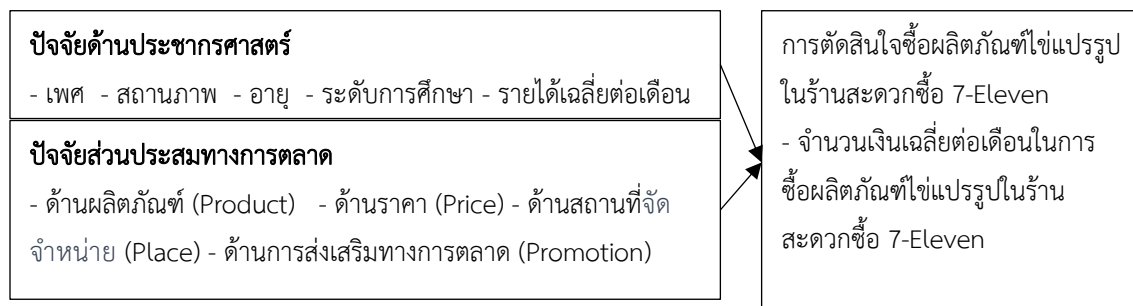 ปัจจัยด้านประชากรศาสตร์
- เพศ - สถานภาพ - อายุ - ระดับการศึกษา - รายได้เฉลี่ยต่อเดือน
ปัจจัยส่วนประสมทางการตลาด
- ด้านผลิตภัณฑ์ (Product) - ด้านราคา (Price) - ด้านสถานที่จัด
จำหน่าย (Place) - ด้านการส่งเสริมทางการตลาด (Promotion)
การตัดสินใจซื้อผลิตภัณฑ์ไข่แปรรูป
ในร้านสะดวกซื้อ 7-Eleven
- จำนวนเงินเฉลี่ยต่อเดือนในการ
ซื้อผลิตภัณฑ์ไข่แปรรูปในร้าน
สะดวกซื้อ 7-Eleven